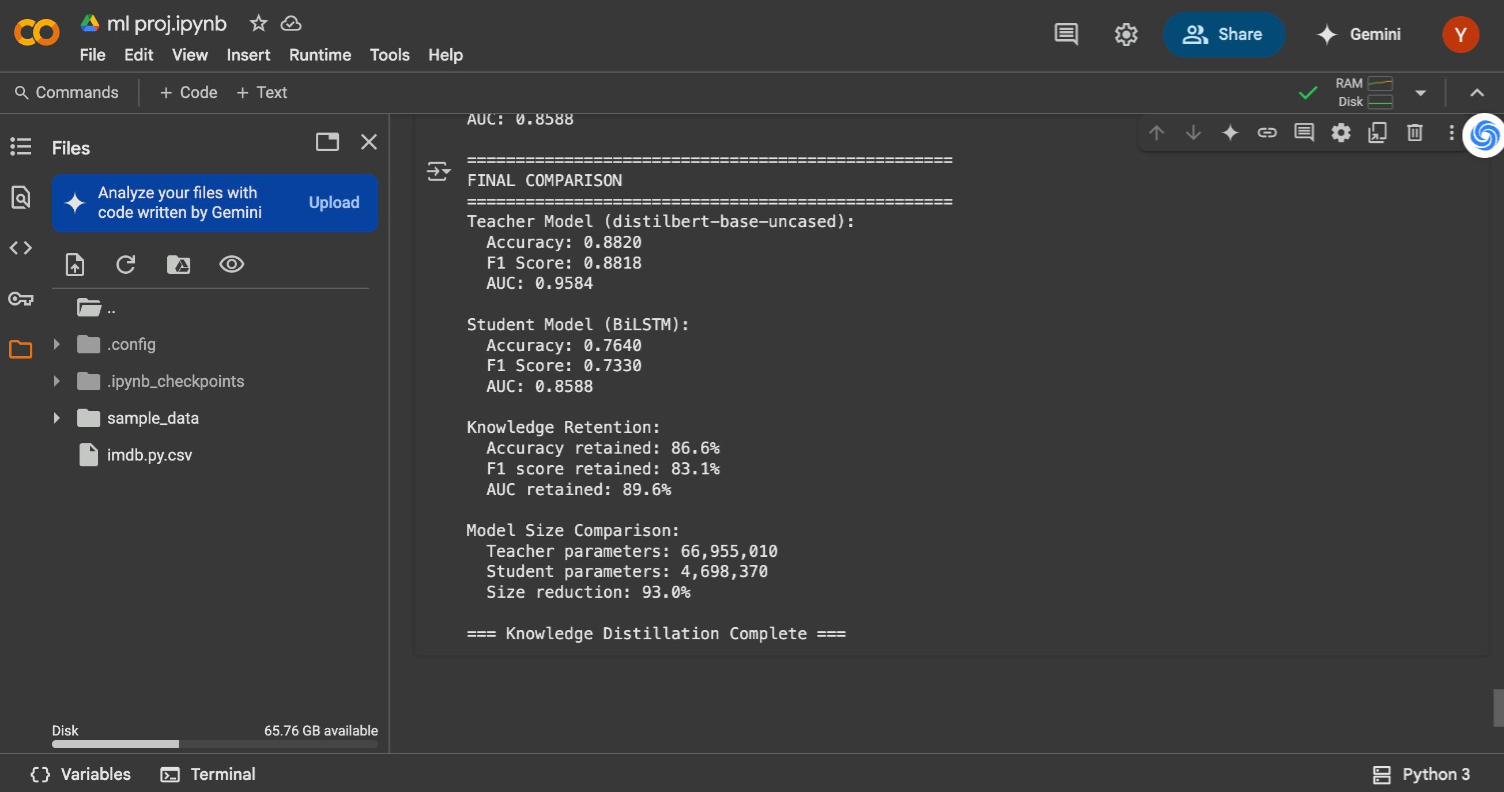 ml proj.ipynb
File Edit View Insert Runtime Tools Help
Share
Gemini
Y
Commands
+ Code + Text
RAM
Disk
Files
Analyze your files with
code written by Gemini
Upload
..
.config
.ipynb_checkpoints
sample_data
imdb.py.csv
Disk 65.76 GB available
AUC: 0.8588
==================================================
FINAL COMPARISON
==================================================
Teacher Model (distilbert-base-uncased):
Accuracy: 0.8820
F1 Score: 0.8818
AUC: 0.9584
Student Model (BiLSTM):
Accuracy: 0.7640
F1 Score: 0.7330
AUC: 0.8588
Knowledge Retention:
Accuracy retained: 86.6%
F1 score retained: 83.1%
AUC retained: 89.6%
Model Size Comparison:
Teacher parameters: 66,955,010
Student parameters: 4,698,370
Size reduction: 93.0%
=== Knowledge Distillation Complete ===
{} Variables
Terminal
Python 3